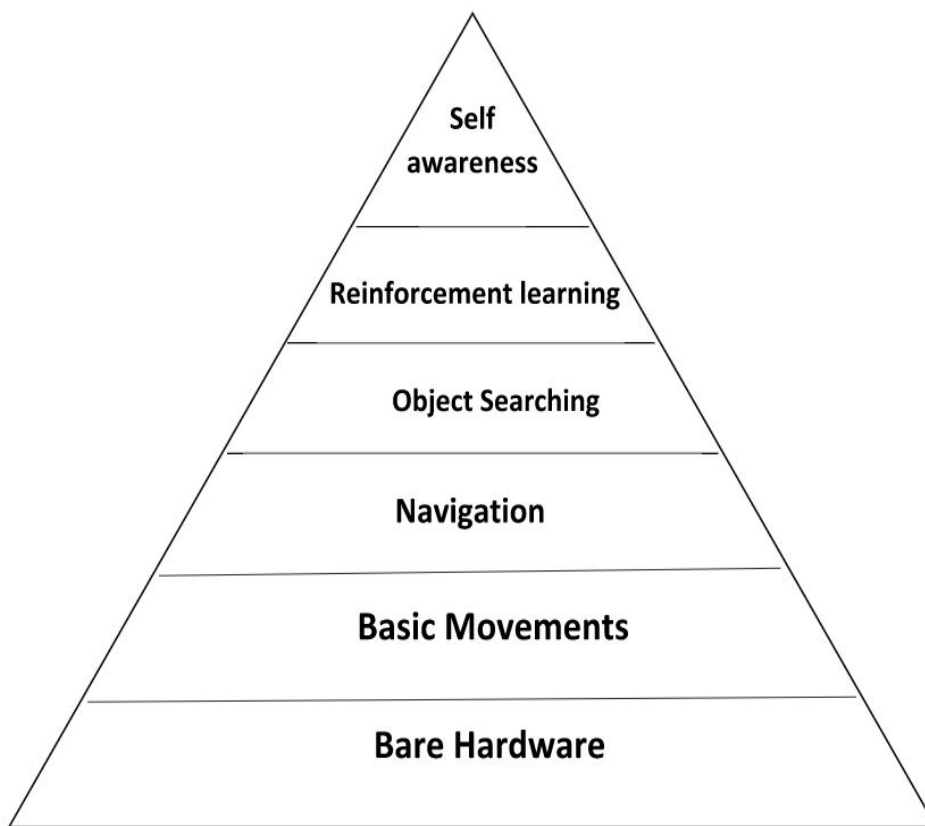 Self
awareness
Reinforcement learning
Object Searching
Navigation
Basic Movements
Bare Hardware